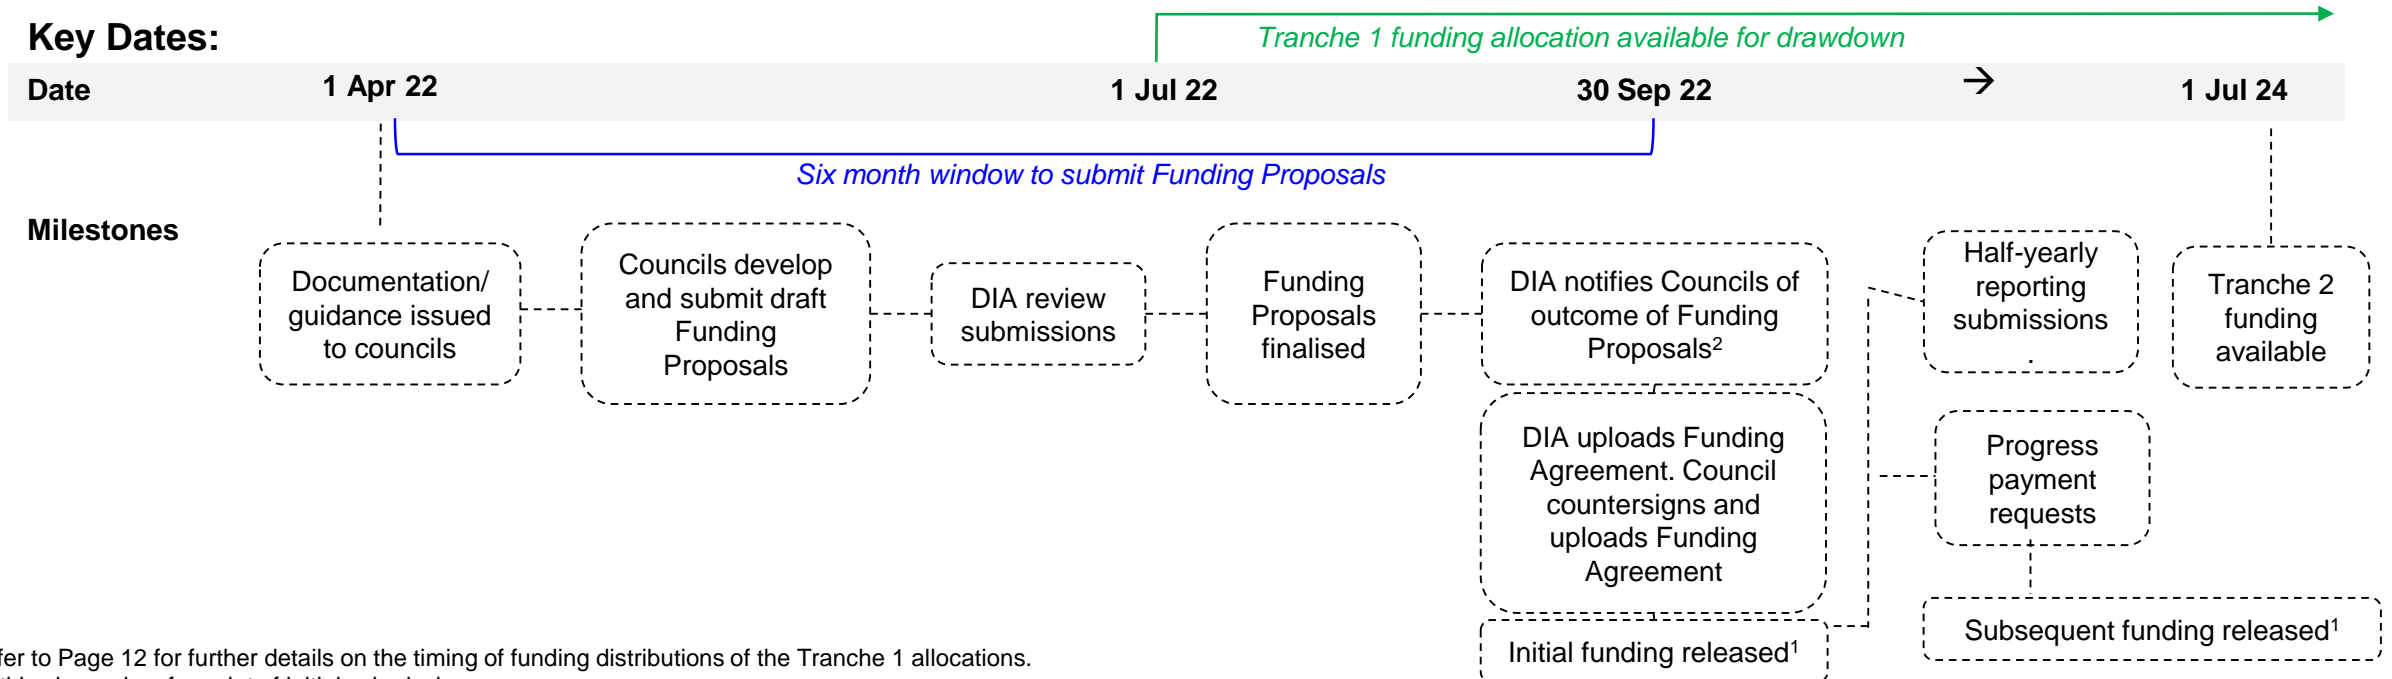 Key Dates:
Tranche 1 funding allocation available for drawdown
Date
1 Apr 22
1 Jul 22
30 Sep 22
→
1 Jul 24
Six month window to submit Funding Proposals
Milestones
Documentation/
guidance issued
to councils
Councils develop
and submit draft
Funding
Proposals
DIA review
submissions
Funding
Proposals
finalised
DIA notifies Councils of
outcome of Funding
Proposals²
DIA uploads Funding
Agreement. Council
countersigns and
uploads Funding
Agreement
Initial funding released¹
Half-yearly
reporting
submissions
.
Progress
payment
requests
Subsequent funding released¹
Tranche 2
funding
available
fer to Page 12 for further details on the timing of funding distributions of the Tranche 1 allocations.